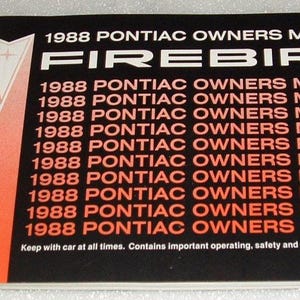 1988 PONTIAC OWNERS M
FIREBI
1988 PONTIAC OWNERS
1988 PONTIAC OWNERS
1988 PONTIAC OWNERS
1988 PONTIAC OWNERS
1988 PONTIAC OWNERS
1988 PONTIAC OWNERS
1988 PONTIAC OWNERS
1988 PONTIAC OWNERS
1988 PONTIAC OWNERS
Keep with car at all times. Contains important operating, safety and